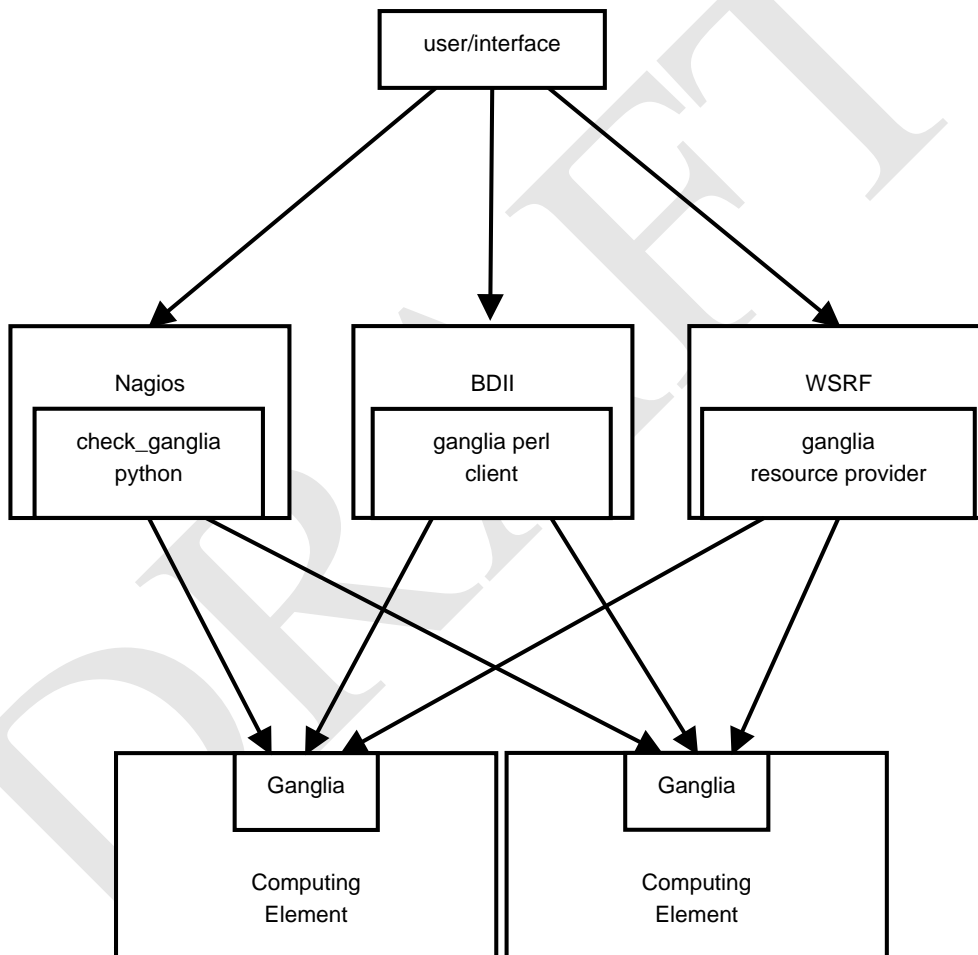 user/interface
Nagios
BDII
WSRF
check_ganglia
python
ganglia perl
client
ganglia
resource provider
Ganglia
Ganglia
Computing
Element
Computing
Element
DRAFT